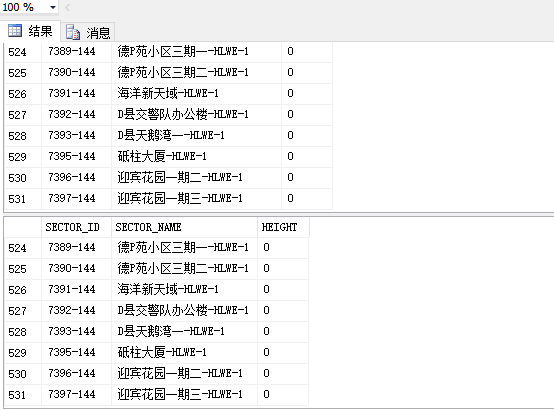 100 %
结果 消息
524 7389-144 德P苑小区三期一-HLWE-1 0
525 7390-144 德P苑小区三期二-HLWE-1 0
526 7391-144 海洋新天域-HLWE-1 0
527 7392-144 D县交警队办公楼-HLWE-1 0
528 7393-144 D县天鹅湾一-HLWE-1 0
529 7395-144 砥柱大厦-HLWE-1 0
530 7396-144 迎宾花园一期二-HLWE-1 0
531 7397-144 迎宾花园一期三-HLWE-1 0
SECTOR_ID SECTOR_NAME HEIGHT
524 7389-144 德P苑小区三期一-HLWE-1 0
525 7390-144 德P苑小区三期二-HLWE-1 0
526 7391-144 海洋新天域-HLWE-1 0
527 7392-144 D县交警队办公楼-HLWE-1 0
528 7393-144 D县天鹅湾一-HLWE-1 0
529 7395-144 砥柱大厦-HLWE-1 0
530 7396-144 迎宾花园一期二-HLWE-1 0
531 7397-144 迎宾花园一期三-HLWE-1 0